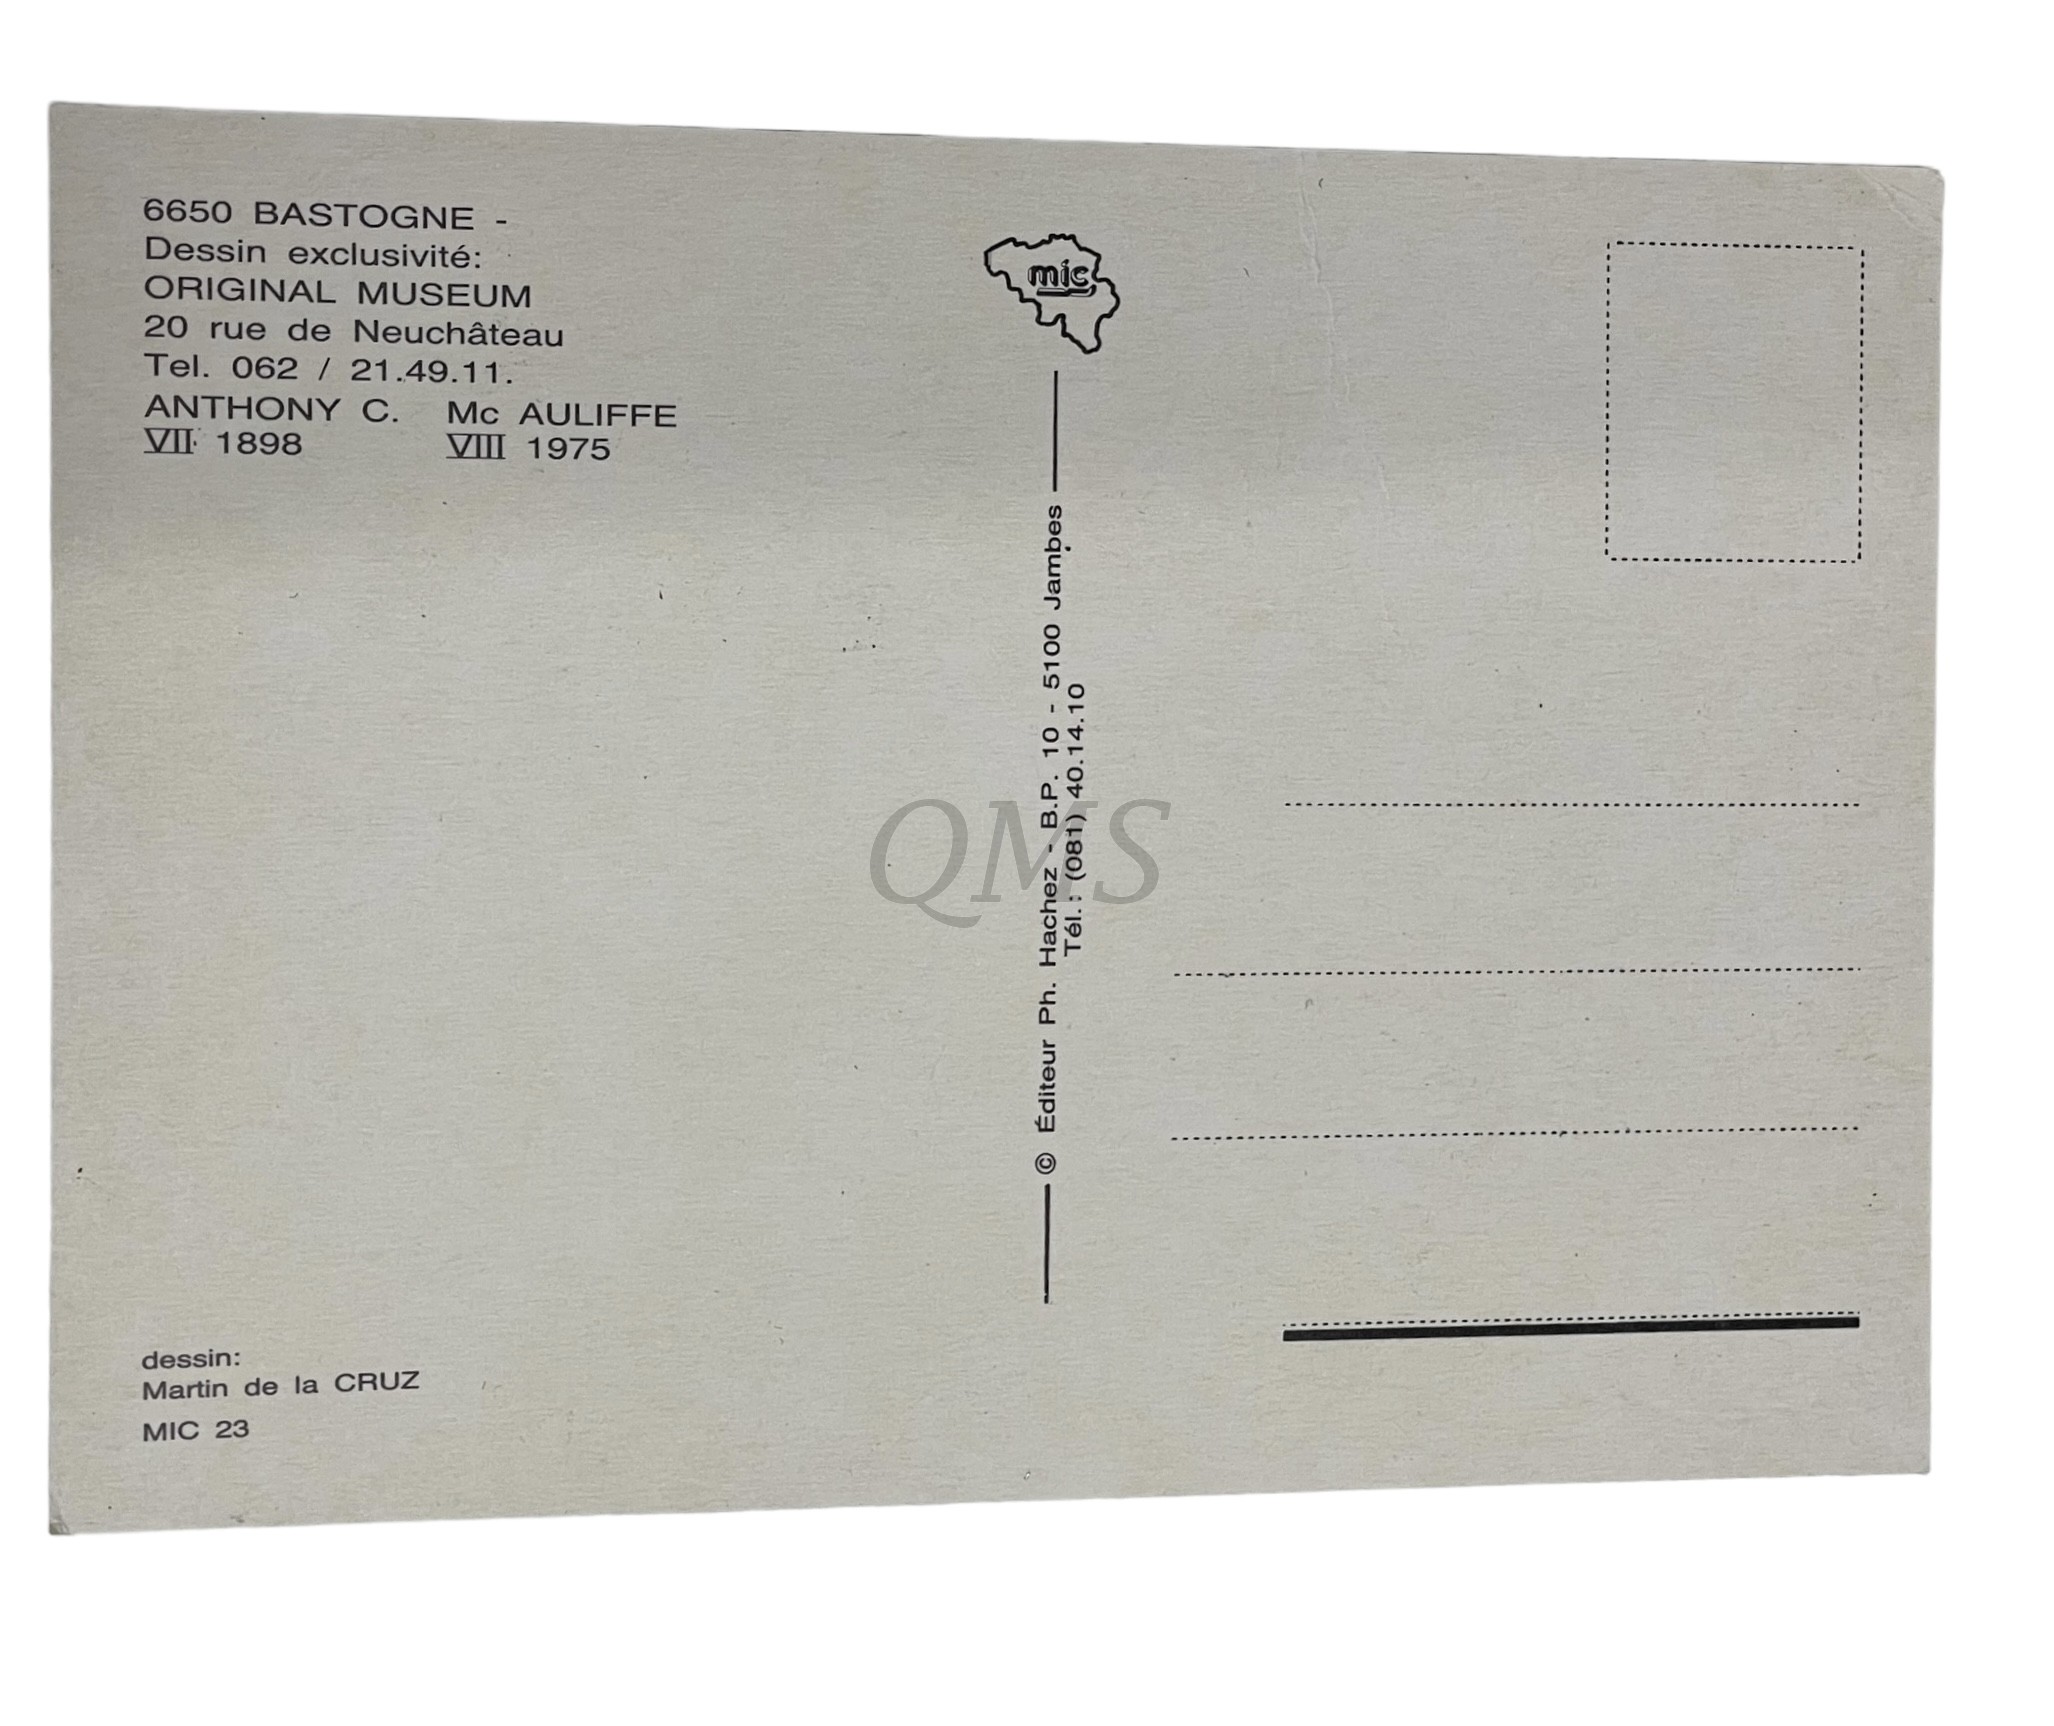 6650 BASTOGNE -
Dessin exclusivité:
ORIGINAL MUSEUM
20 rue de Neuchâteau
Tel. 062 / 21.49.11.
ANTHONY C. Mc AULIFFE
VII 1898 VIII 1975
mic
© Éditeur Ph. Hachez - B.P. 10 - 5100 Jambes
Tél.: (081) 40.14.10
QMS
dessin:
Martin de la CRUZ
MIC 23